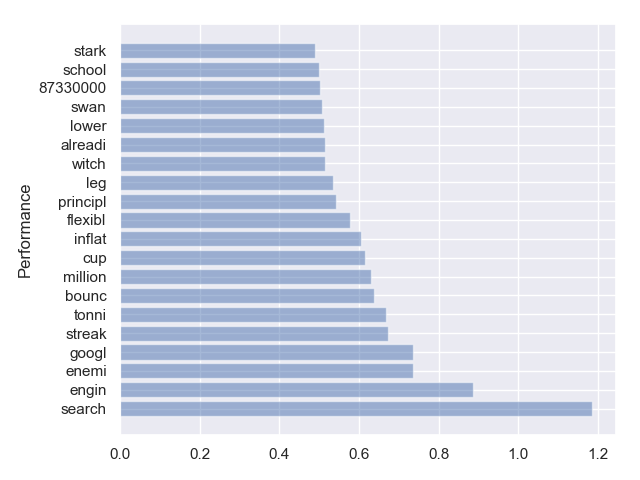 stark
school
87330000
swan
lower
alreadi
witch
leg
principl
flexibl
inflat
cup
million
bounc
tonni
streak
googl
enemi
engin
search
Performance
0.0 0.2 0.4 0.6 0.8 1.0 1.2